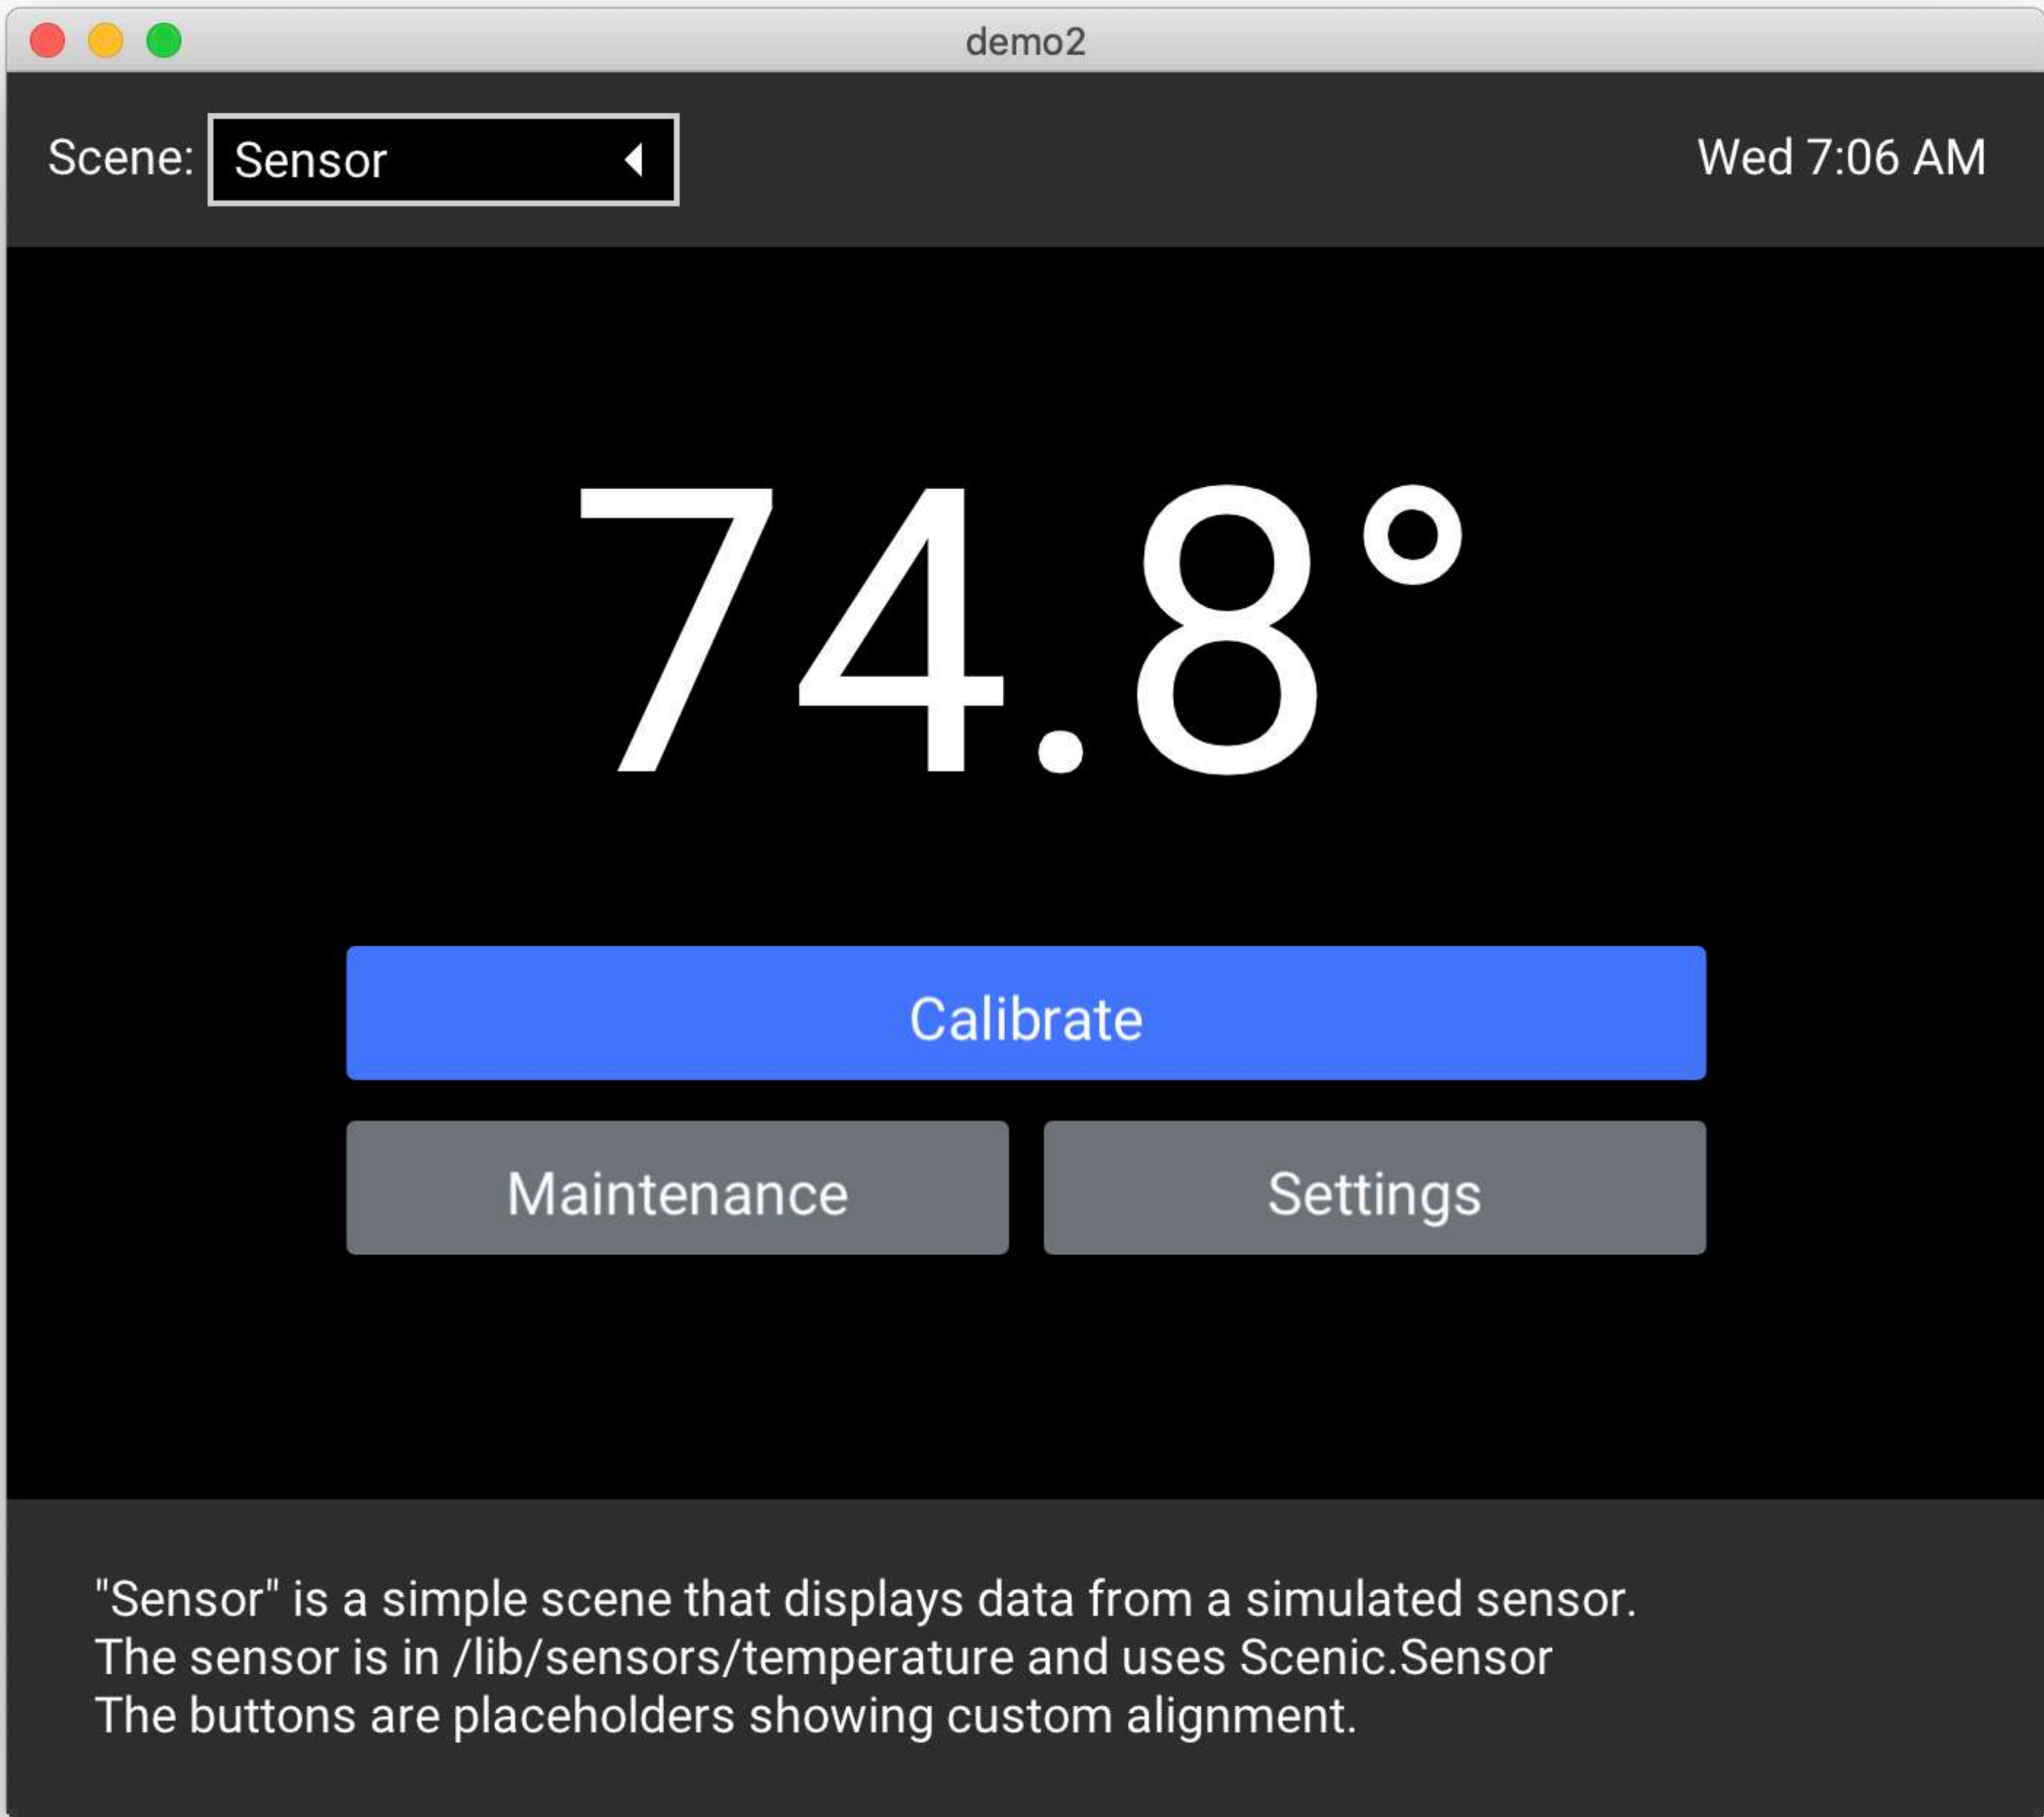 demo2
Scene: Sensor Wed 7:06 AM
74.8°
Calibrate
Maintenance Settings
"Sensor" is a simple scene that displays data from a simulated sensor.
The sensor is in /lib/sensors/temperature and uses Scenic.Sensor
The buttons are placeholders showing custom alignment.